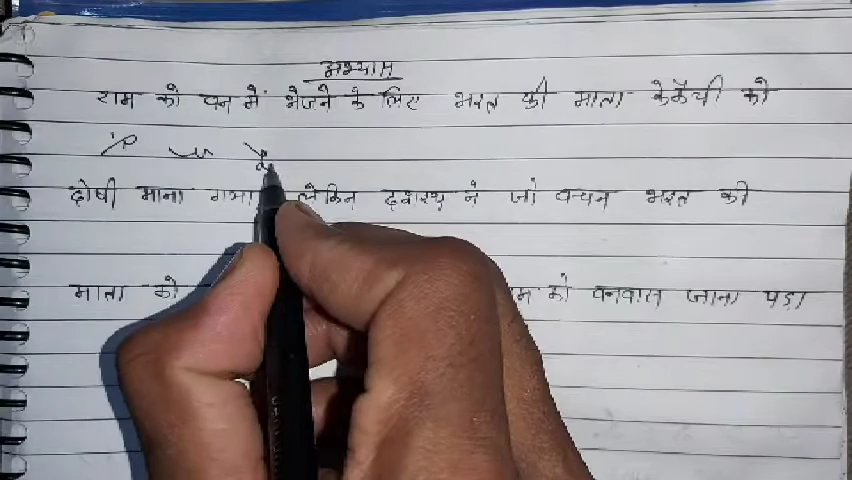 अभ्यास
राम को वन में भेजने के लिए भरत की माता केकैयी को
दोषी माना गया लेकिन दशरथ ने जो वचन भरत की
माता को को वनवास जाना पड़ा